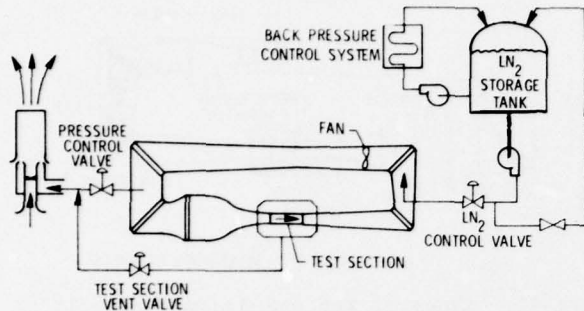 BACK PRESSURE
CONTROL SYSTEM
LN2
STORAGE
TANK
PRESSURE
CONTROL
VALVE
FAN
LN2
CONTROL VALVE
TEST SECTION
TEST SECTION
VENT VALVE